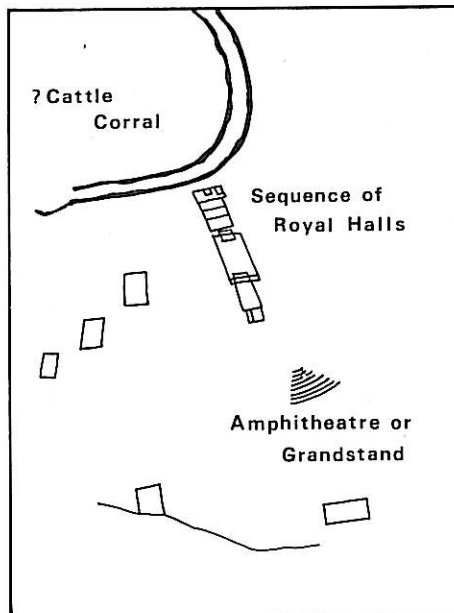 ? Cattle
Corral
Sequence of
Royal Halls
Amphitheatre or
Grandstand